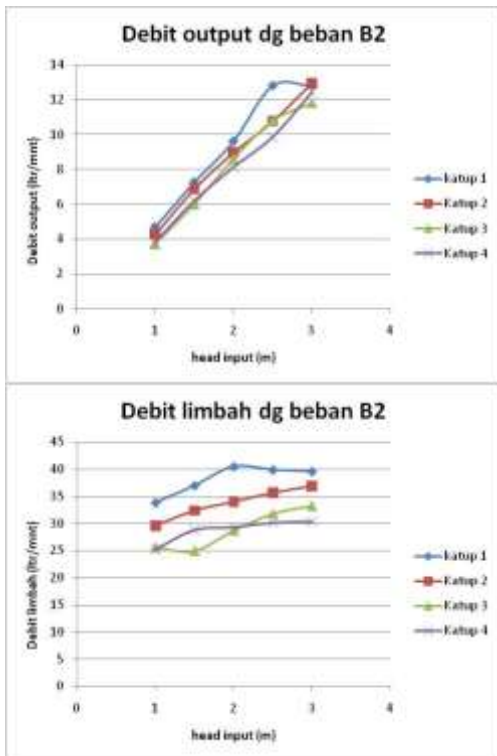 Debit output dg beban B2
14
12
10
8
6
4
2
0
Debit output (ltr/mnt)
0 1 2 3 4
head input (m)
katup 1
Katup 2
Katup 3
Katup 4
Debit limbah dg beban B2
45
40
35
30
25
20
15
10
5
0
Debit limbah (ltr/mnt)
0 1 2 3 4
head input (m)
katup 1
Katup 2
Katup 3
Katup 4